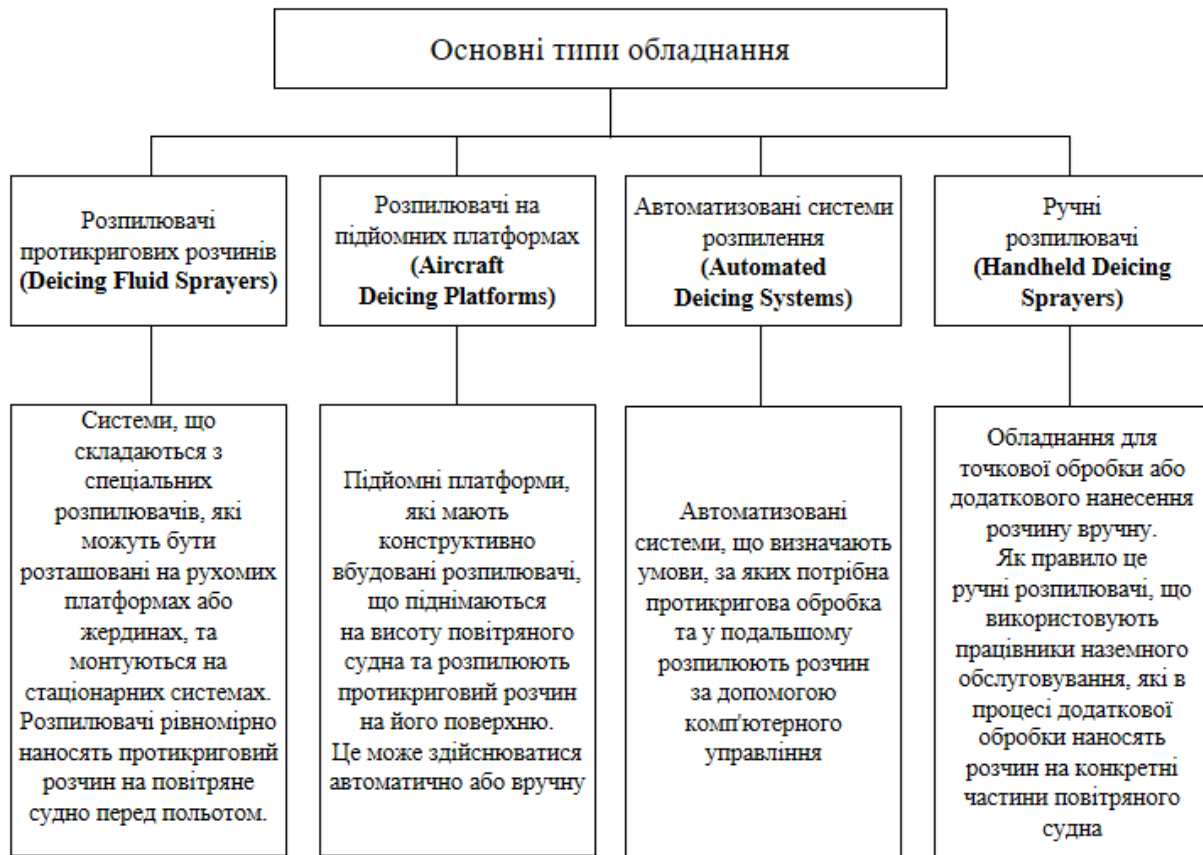 Основні типи обладнання
Розпилювачі
протикригових розчинів
(Deicing Fluid Sprayers)
Розпилювачі на
підйомних платформах
(Aircraft
Deicing Platforms)
Автоматизовані системи
розпилення
(Automated
Deicing Systems)
Ручні
розпилювачі
(Handheld Deicing
Sprayers)
Системи, що
складаються з
спеціальних
розпилювачів, які
можуть бути
розташовані на рухомих
платформах або
жердинах, та
монтуються на
стаціонарних системах.
Розпилювачі рівномірно
наносять протикриговий
розчин на повітряне
судно перед польотом.
Підйомні платформи,
які мають
конструктивно
вбудовані розпилювачі,
що піднімаються
на висоту повітряного
судна та розпилюють
протикриговий розчин
на його поверхню.
Це може здійснюватися
автоматично або вручну
Автоматизовані
системи, що визначають
умови, за яких потрібна
протикригова обробка
та у подальшому
розпилюють розчин
за допомогою
комп'ютерного
управління
Обладнання для
точкової обробки або
додаткового нанесення
розчину вручну.
Як правило це
ручні розпилювачі, що
використовують
працівники наземного
обслуговування, які в
процесі додаткової
обробки наносять
розчин на конкретні
частини повітряного
судна